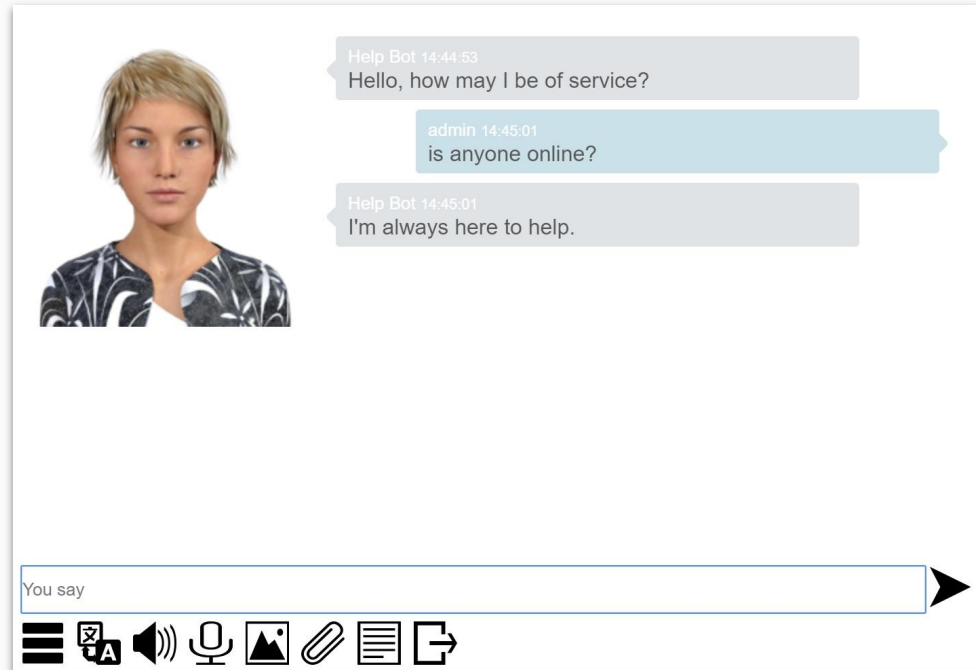 Help Bot 14:44:53
Hello, how may I be of service?
admin 14:45:01
is anyone online?
Help Bot 14:45:01
I'm always here to help.
You say
文
A